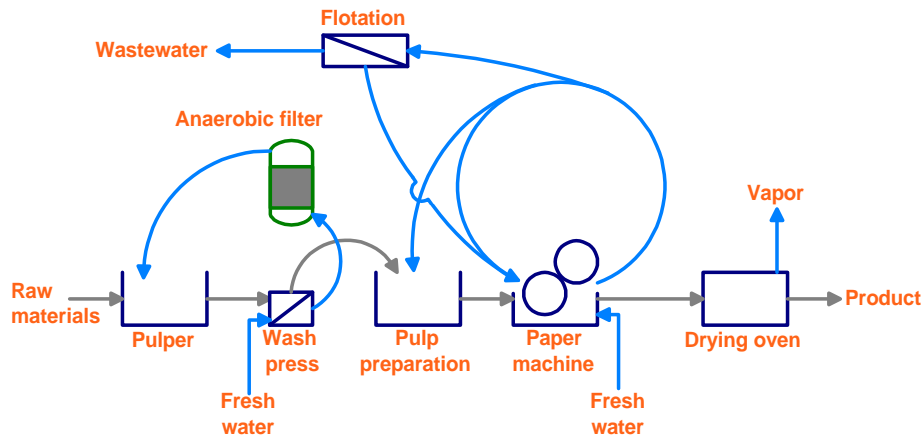 Flotation
Wastewater
Anaerobic filter
Vapor
Raw
materials
Product
Pulper
Wash
press
Pulp
preparation
Paper
machine
Drying oven
Fresh
water
Fresh
water